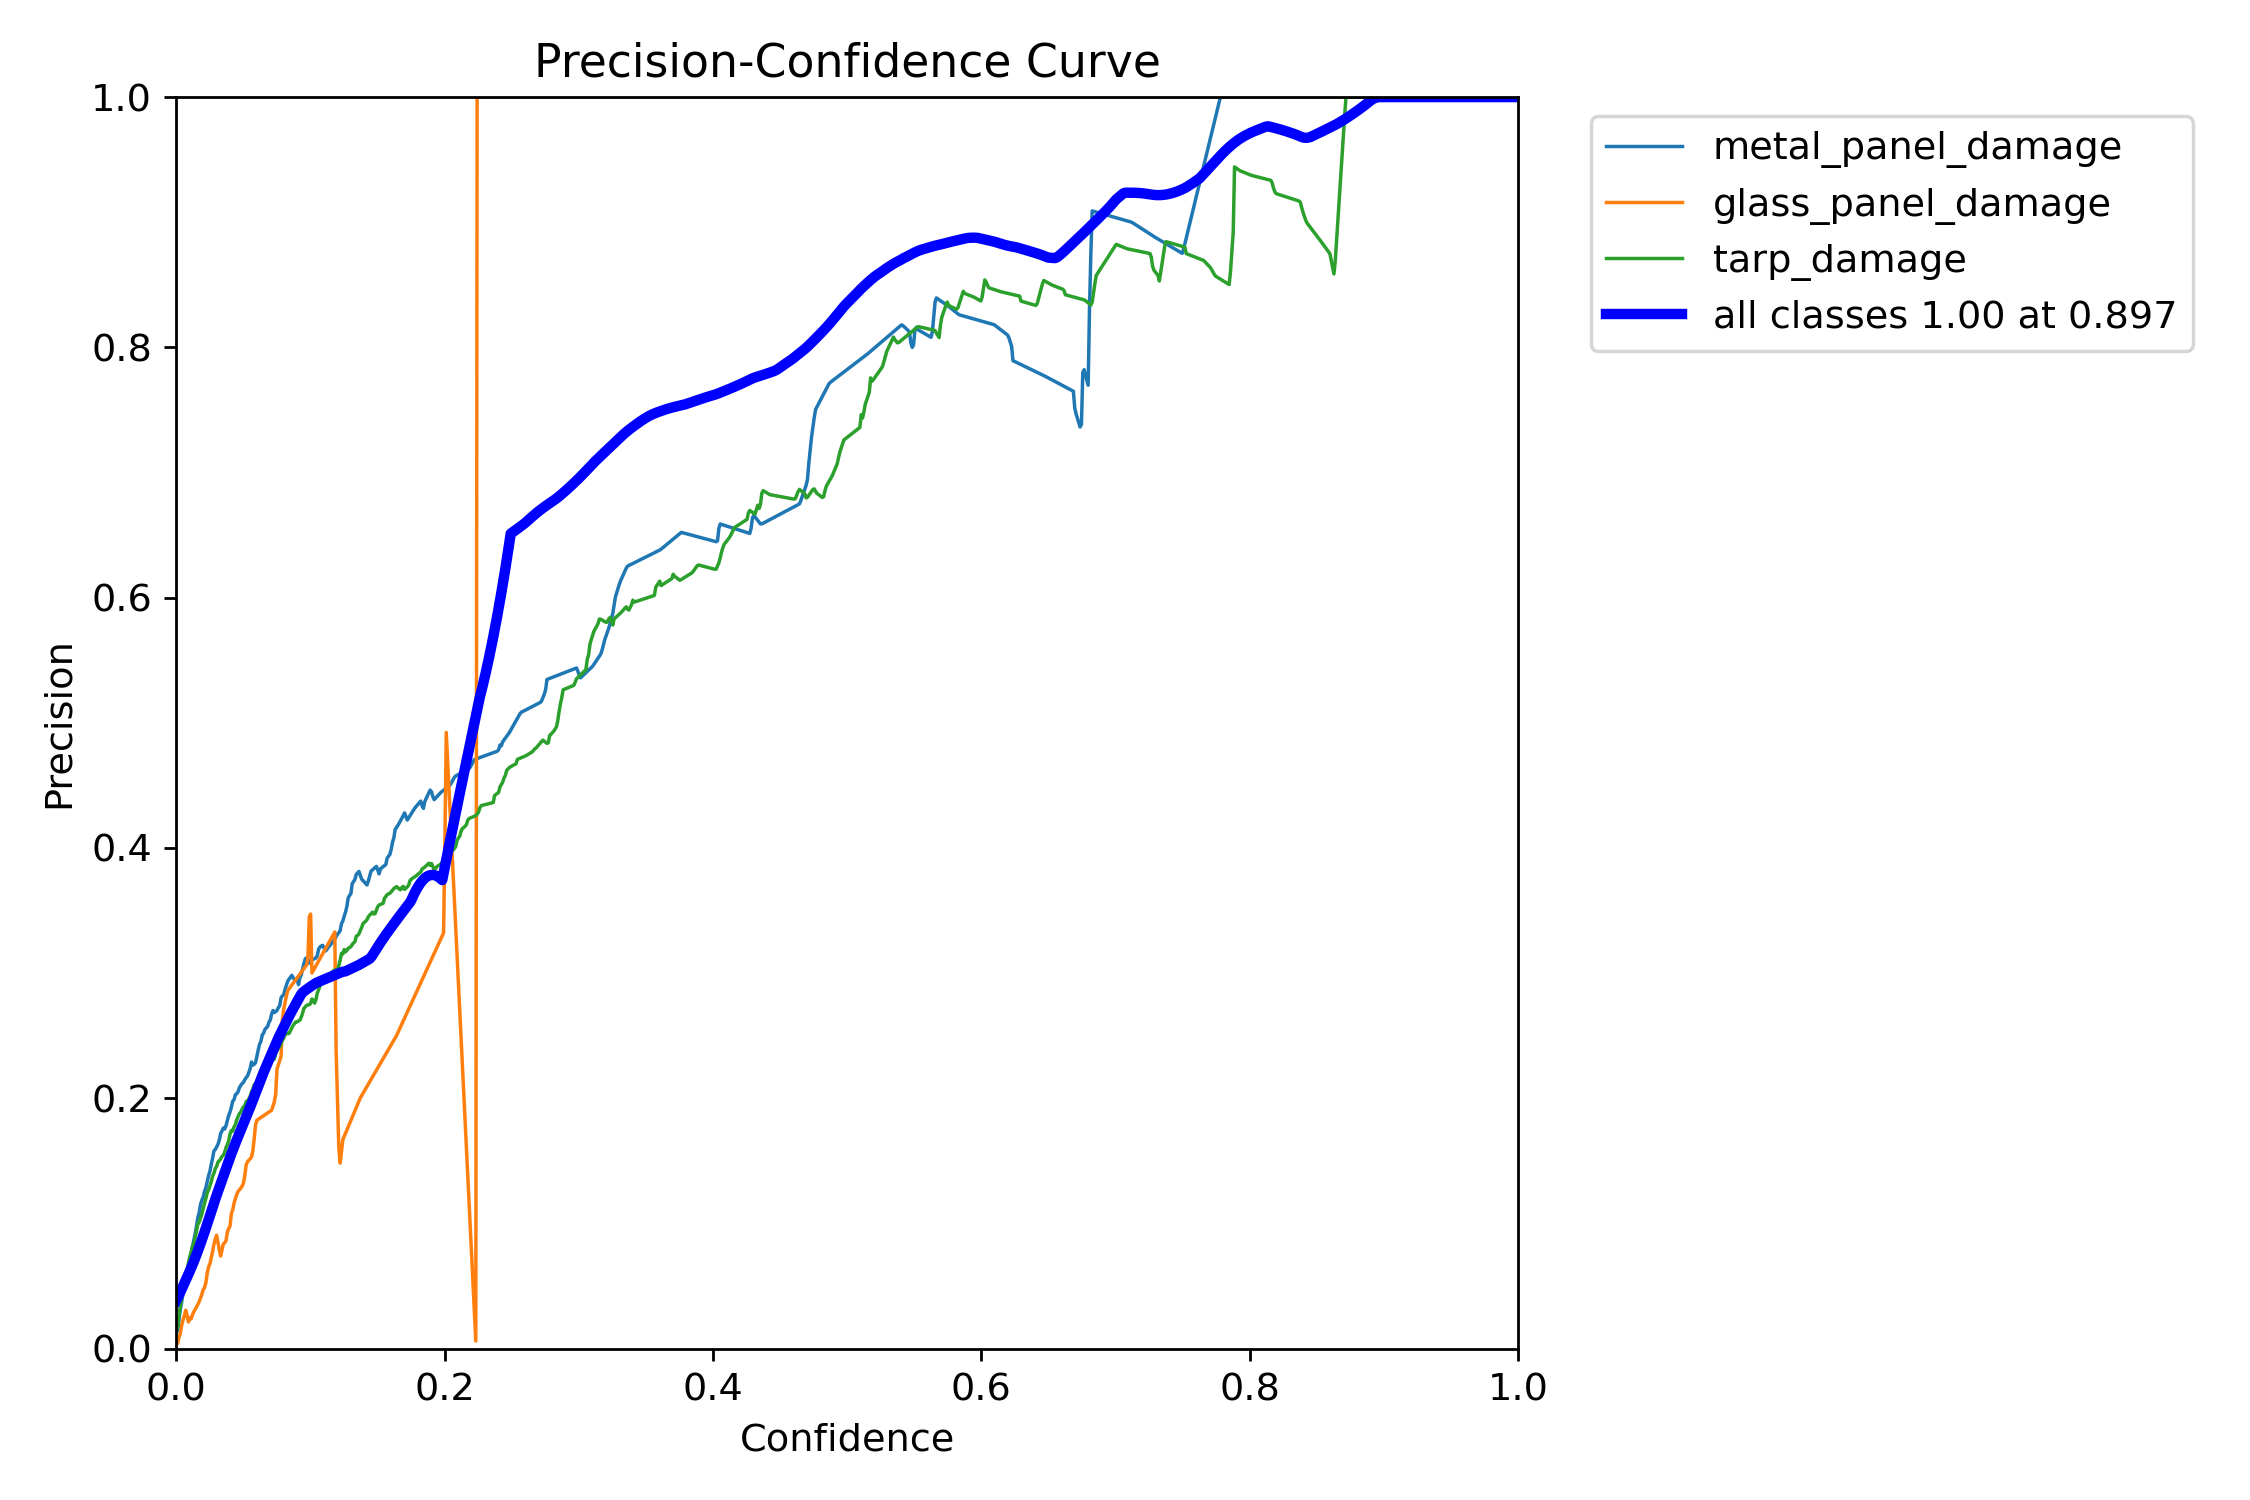 Precision-Confidence Curve
1.0
0.8
0.6
0.4
0.2
0.0
Precision
0.0 0.2 0.4 0.6 0.8 1.0
Confidence
metal_panel_damage
glass_panel_damage
tarp_damage
all classes 1.00 at 0.897